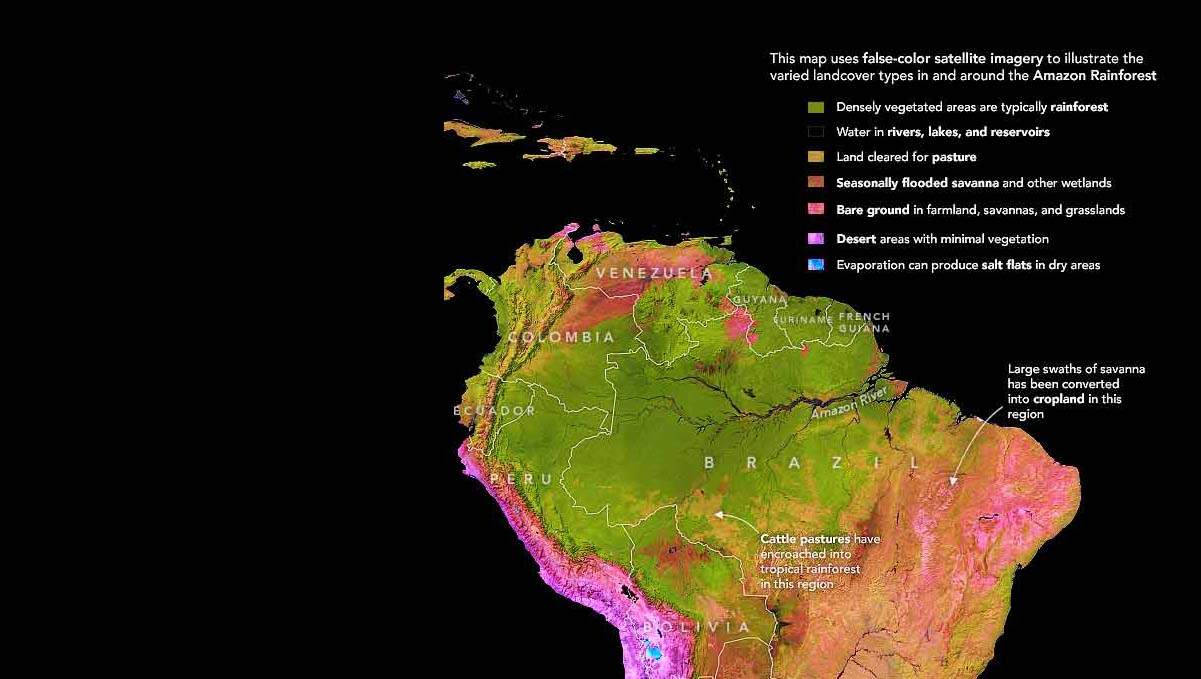 This map uses false-color satellite imagery to illustrate the
varied landcover types in and around the Amazon Rainforest
Densely vegetated areas are typically rainforest
Water in rivers, lakes, and reservoirs
Land cleared for pasture
Seasonally flooded savanna and other wetlands
Bare ground in farmland, savannas, and grasslands
Desert areas with minimal vegetation
Evaporation can produce salt flats in dry areas
VENEZUELA
GUYANA
SURINAME
FRENCH
GUIANA
COLOMBIA
Large swaths of savanna
has been converted
into cropland in this
region
ECUADOR
Amazon River
BRAZIL
PERU
Cattle pastures have
encroached into
tropical rainforest
in this region
BOLIVIA